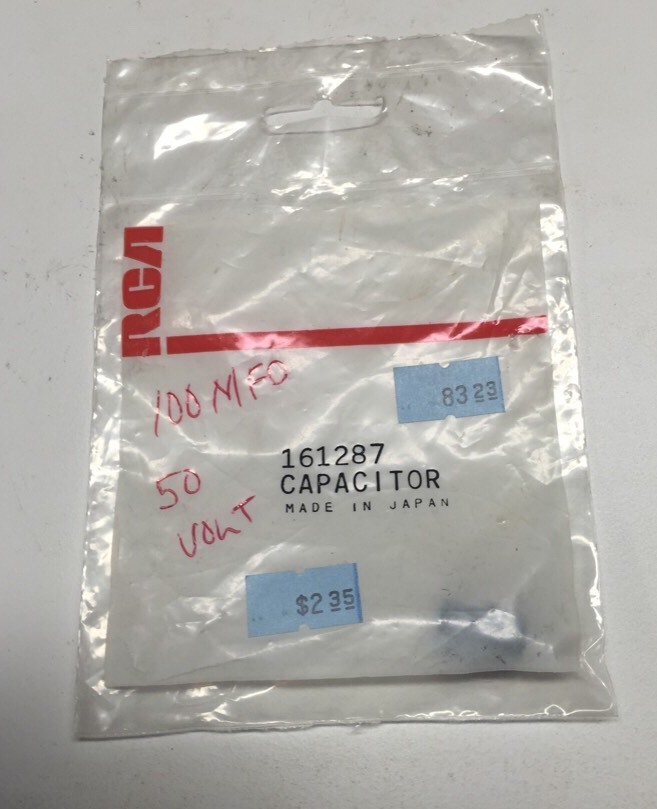 RCA
100 MFD
83 23
161287
CAPACITOR
MADE IN JAPAN
50
VOLT
$2 35